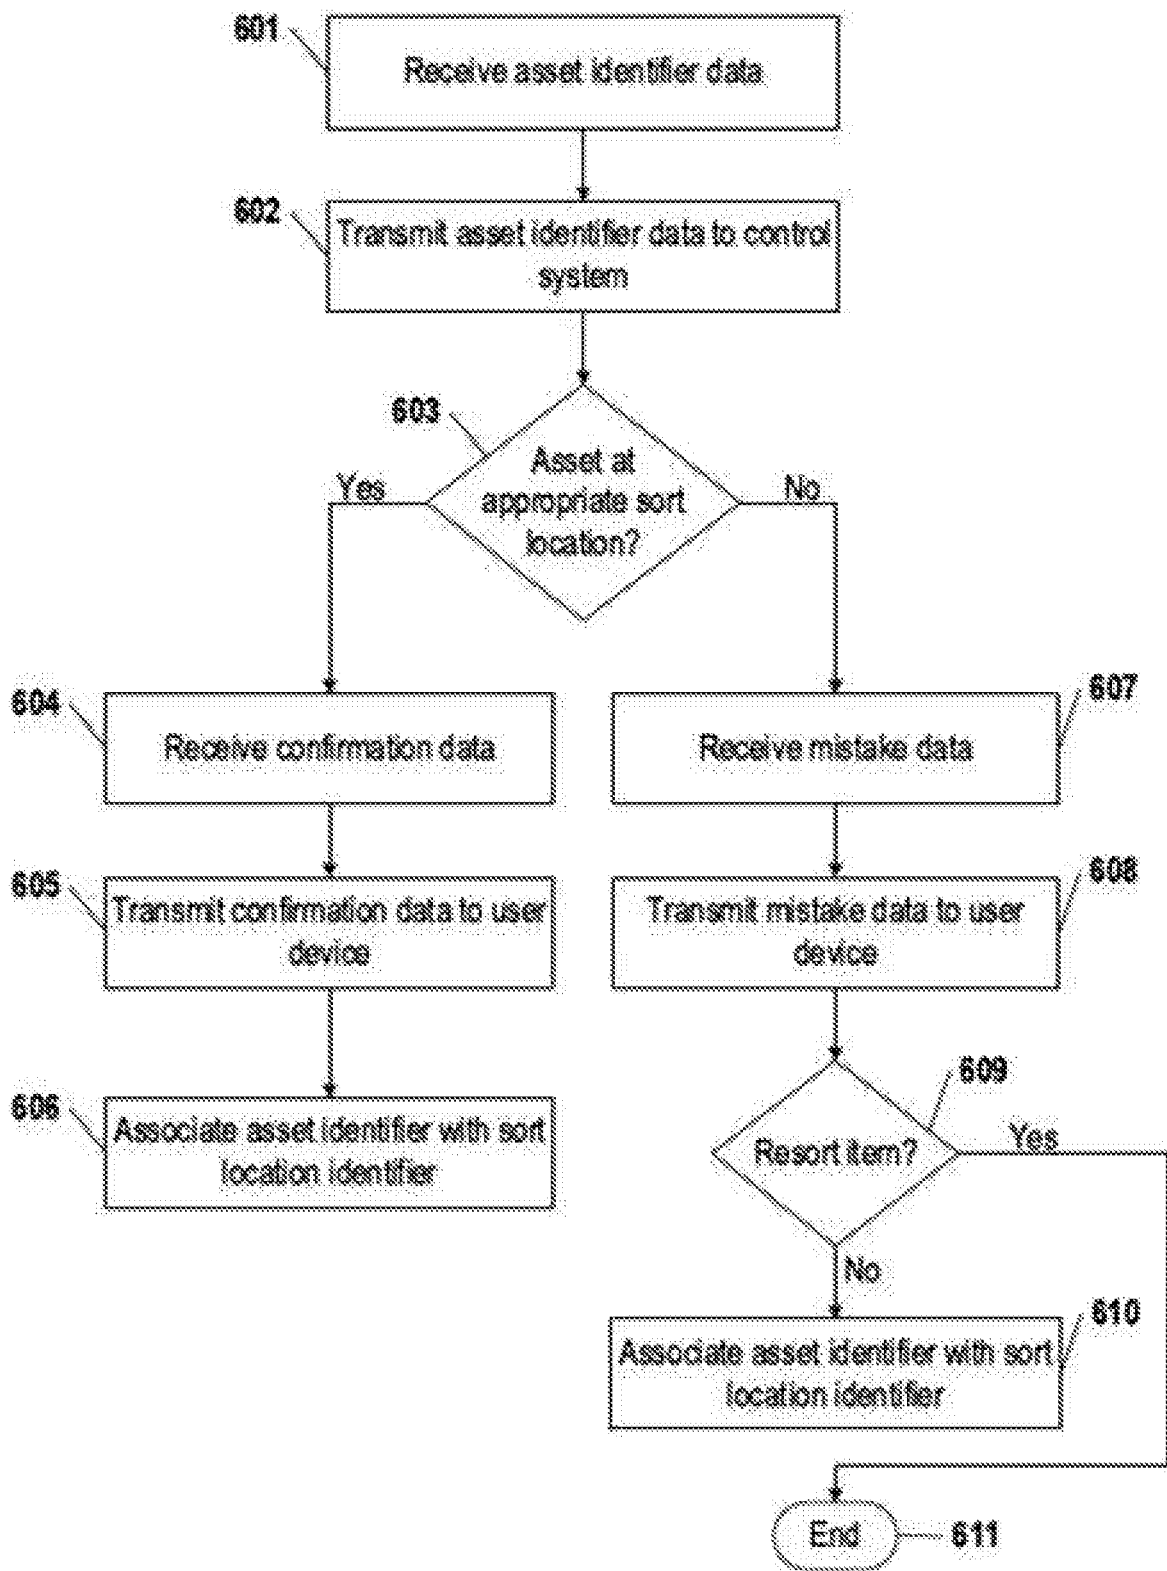 601
Receive asset identifier data
602
Transmit asset identifier data to control
system
603
Asset at
appropriate sort
location?
Yes
No
604
Receive confirmation data
607
Receive mistake data
605
Transmit confirmation data to user
device
608
Transmit mistake data to user
device
606
Associate asset identifier with sort
location identifier
609
Resort item?
Yes
No
610
Associate asset identifier with sort
location identifier
End
611